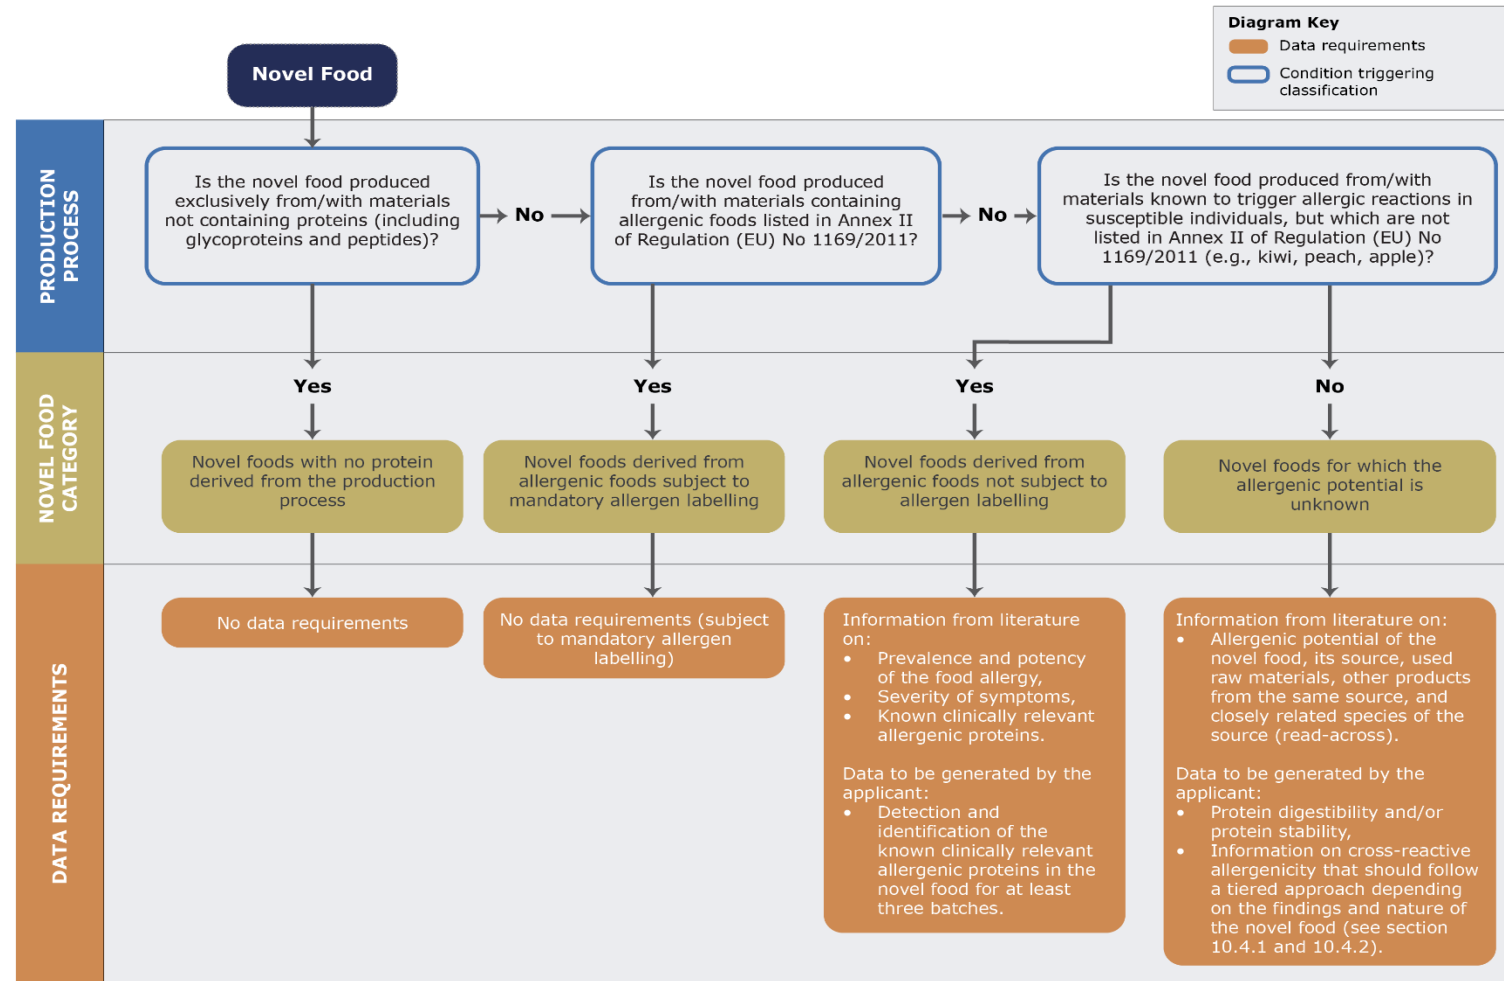 Diagram Key
Data requirements
Condition triggering
classification
Novel Food
PRODUCTION
PROCESS
Is the novel food produced
exclusively from/with materials
not containing proteins (including
glycoproteins and peptides)?
No
Is the novel food produced
from/with materials containing
allergenic foods listed in Annex II
of Regulation (EU) No 1169/2011?
No
Is the novel food produced from/with
materials known to trigger allergic reactions in
susceptible individuals, but which are not
listed in Annex II of Regulation (EU) No
1169/2011 (e.g., kiwi, peach, apple)?
NOVEL FOOD
CATEGORY
Yes
Yes
Yes
No
Novel foods with no protein
derived from the production
process
Novel foods derived from
allergenic foods subject to
mandatory allergen labelling
Novel foods derived from
allergenic foods not subject to
allergen labelling
Novel foods for which the
allergenic potential is
unknown
DATA REQUIREMENTS
No data requirements
No data requirements (subject
to mandatory allergen
labelling)
Information from literature
on:
• Prevalence and potency
of the food allergy,
• Severity of symptoms,
• Known clinically relevant
allergenic proteins.
Data to be generated by the
applicant:
• Detection and
identification of the
known clinically relevant
allergenic proteins in the
novel food for at least
three batches.
Information from literature on:
• Allergenic potential of the
novel food, its source, used
raw materials, other products
from the same source, and
closely related species of the
source (read-across).
Data to be generated by the
applicant:
• Protein digestibility and/or
protein stability,
• Information on cross-reactive
allergenicity that should follow
a tiered approach depending
on the findings and nature of
the novel food (see section
10.4.1 and 10.4.2).